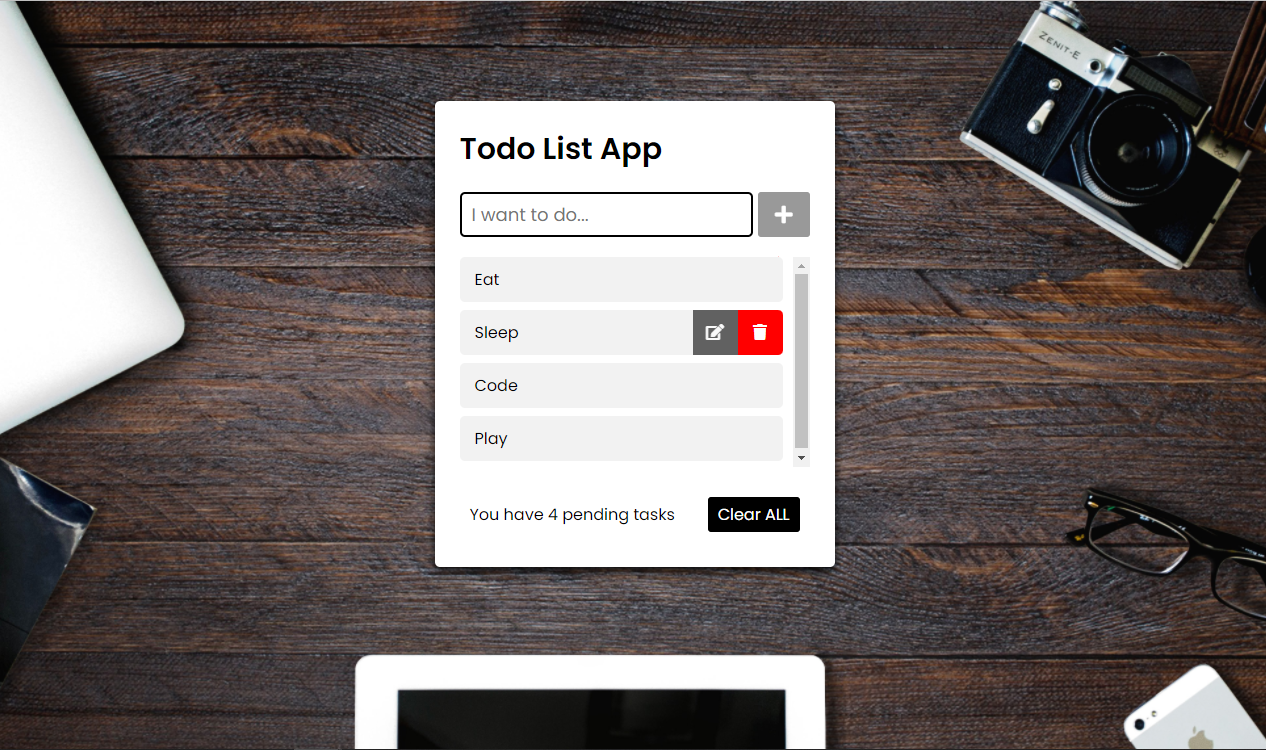 ZENIT-E
Todo List App
I want to do...
Eat
Sleep
Code
Play
You have 4 pending tasks
Clear ALL